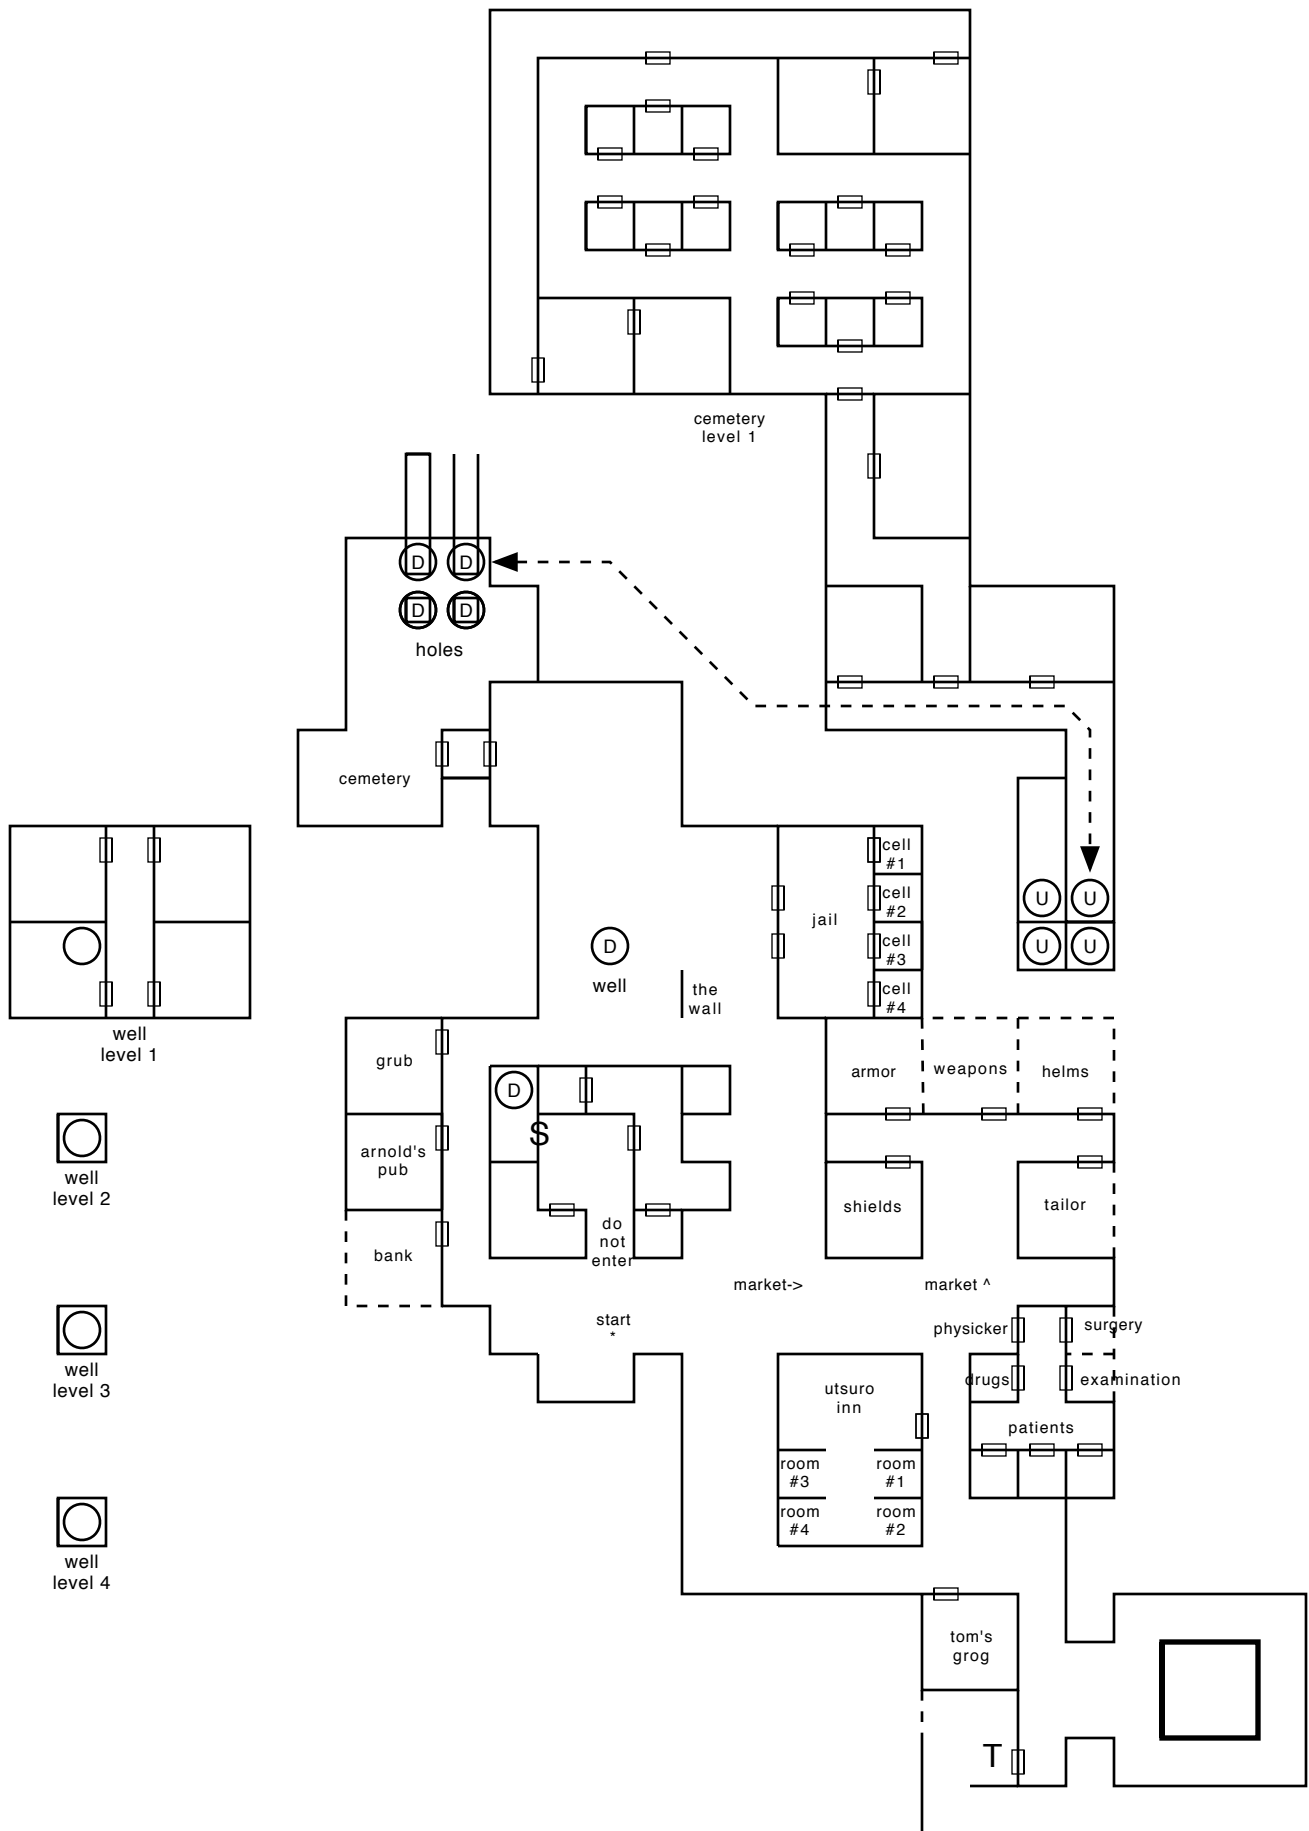 cemetery
level 1
D
D
D
D
holes
cemetery
cell
#1
jail
U
U
cell
#2
D
cell
#3
U
U
well
the
wall
cell
#4
well
level 1
grub
armor
weapons
helms
D
S
arnold's
pub
well
level 2
shields
tailor
do
not
enter
bank
market->
market ^
start
*
physicker
surgery
well
level 3
drugs
examination
utsuro
inn
patients
room
#3
room
#1
room
#4
room
#2
well
level 4
tom's
grog
T